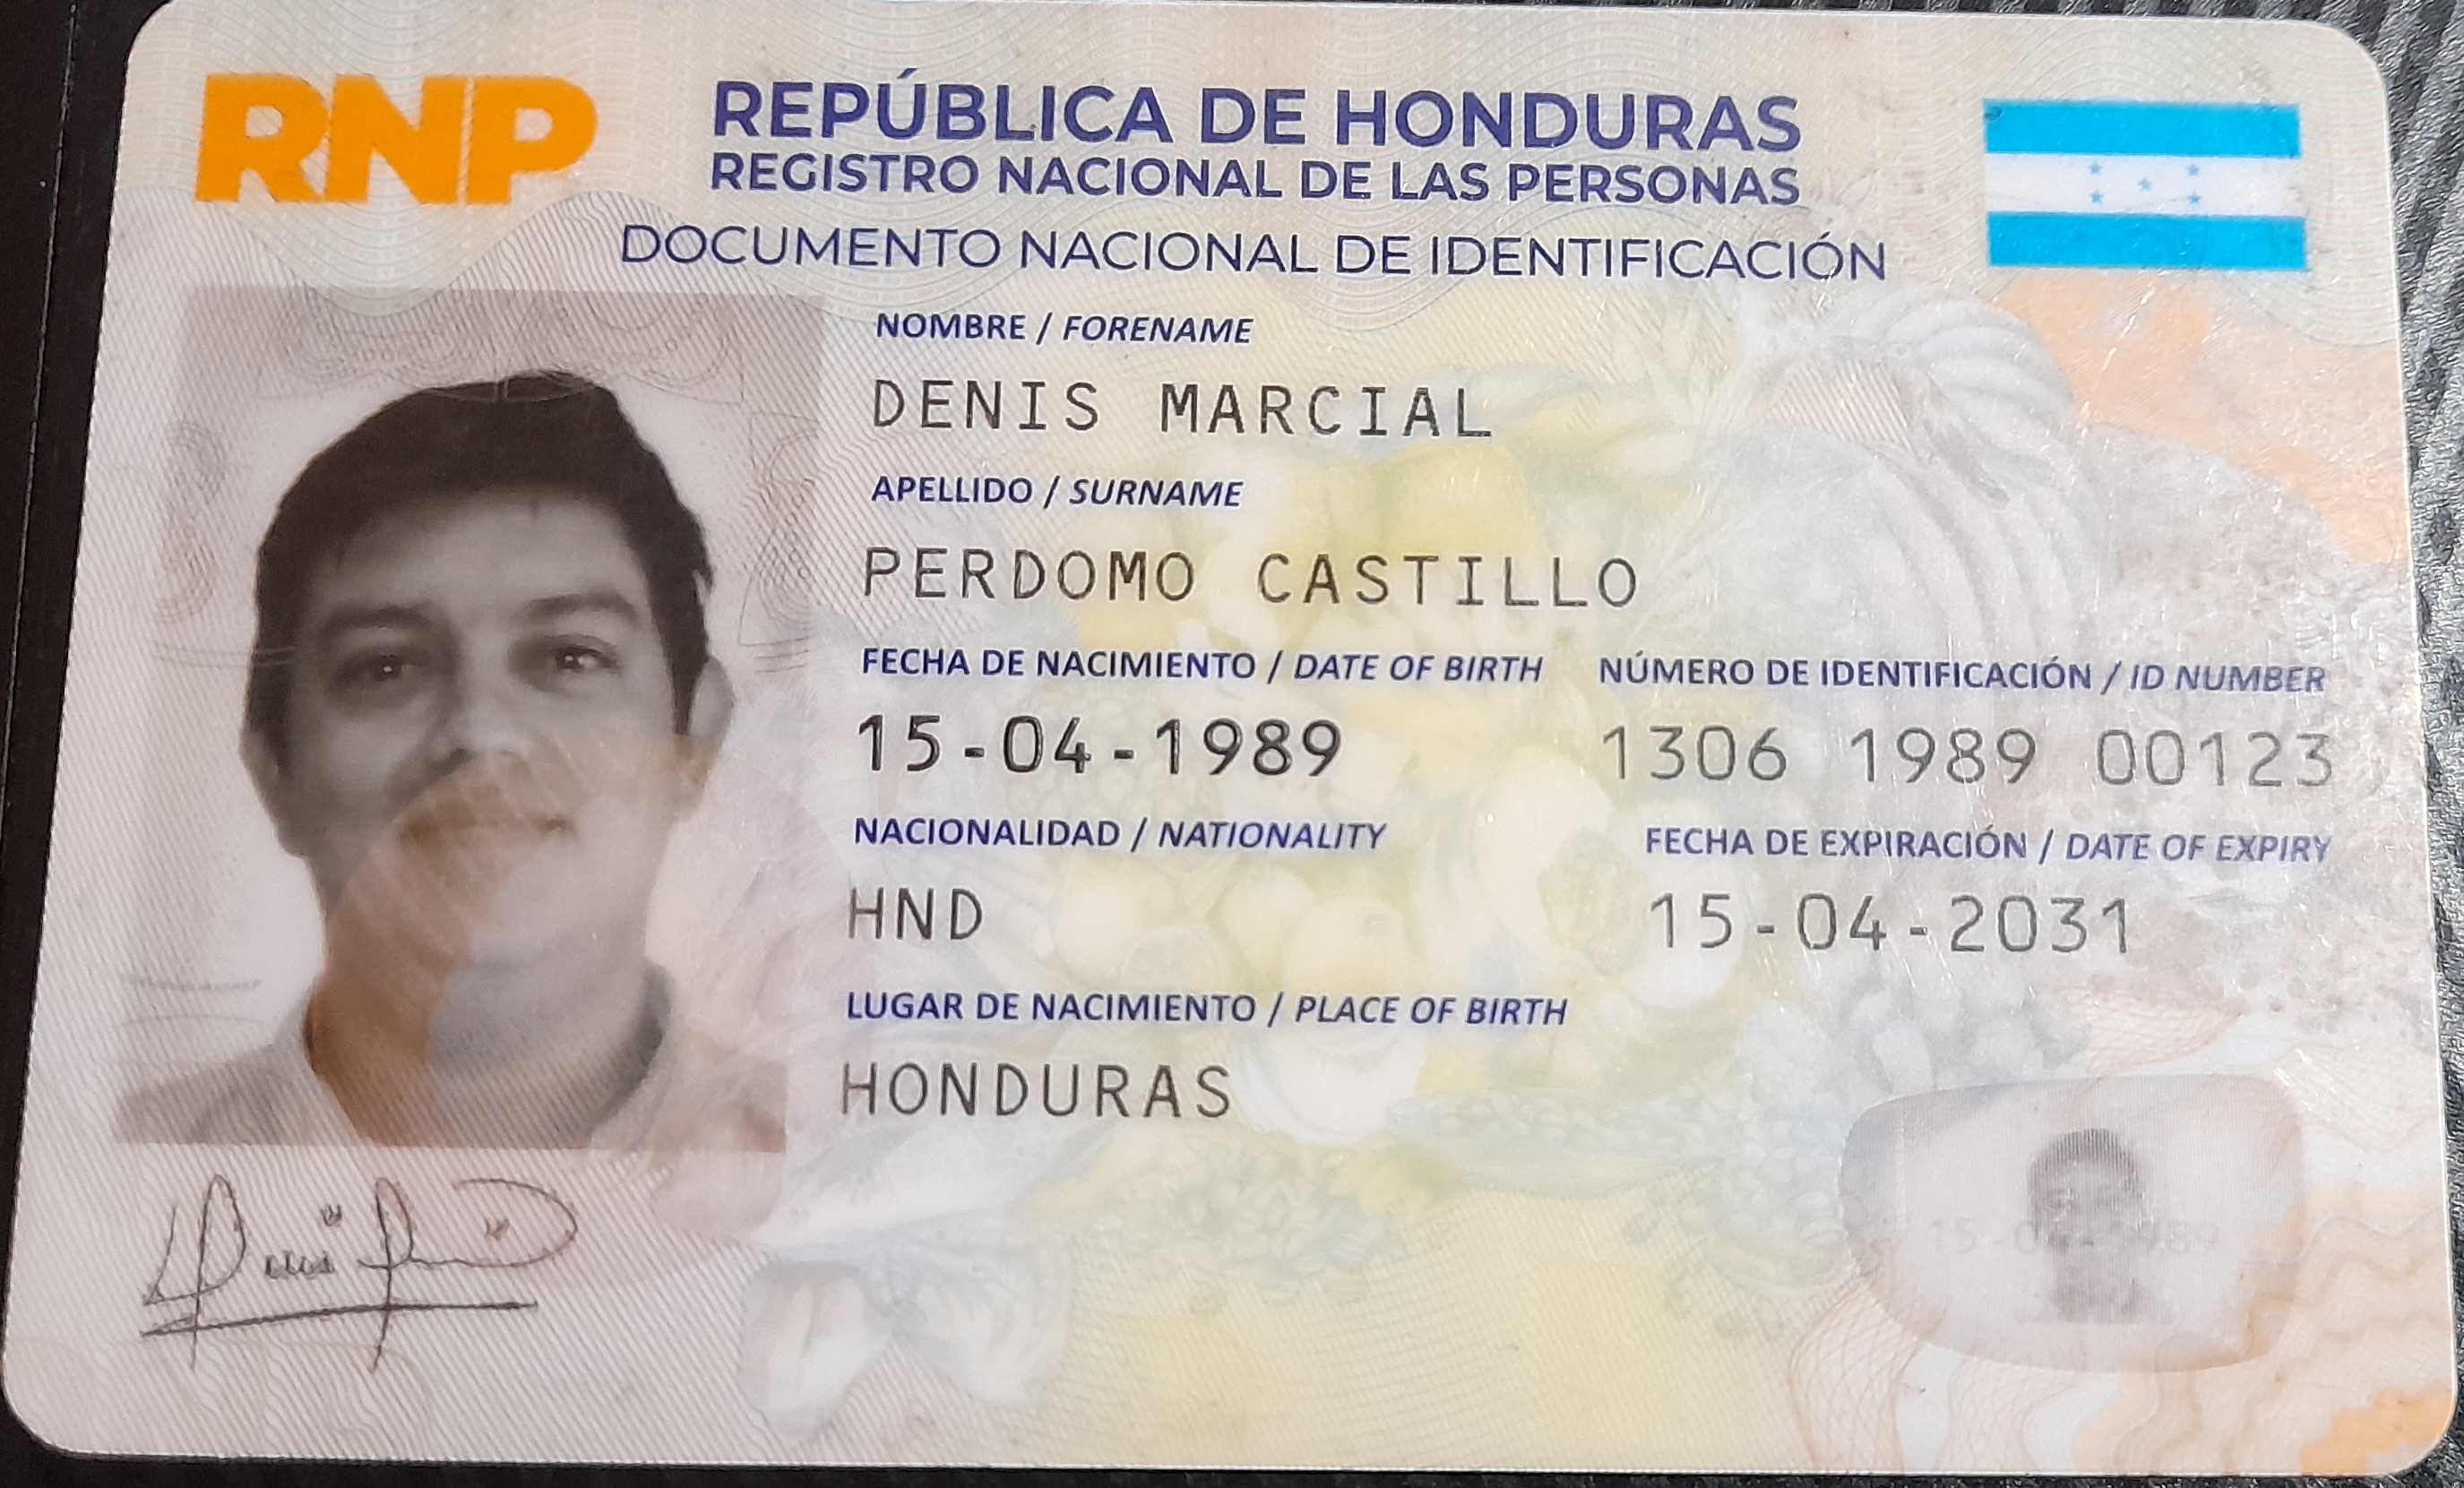 RNP
REPÚBLICA DE HONDURAS
REGISTRO NACIONAL DE LAS PERSONAS
DOCUMENTO NACIONAL DE IDENTIFICACIÓN
NOMBRE / FORENAME
DENIS MARCIAL
APELLIDO / SURNAME
PERDOMO CASTILLO
FECHA DE NACIMIENTO / DATE OF BIRTH
15-04-1989
NÚMERO DE IDENTIFICACIÓN / ID NUMBER
1306 1989 00123
NACIONALIDAD / NATIONALITY
HND
FECHA DE EXPIRACIÓN / DATE OF EXPIRY
15-04-2031
LUGAR DE NACIMIENTO / PLACE OF BIRTH
HONDURAS
15-04-1989